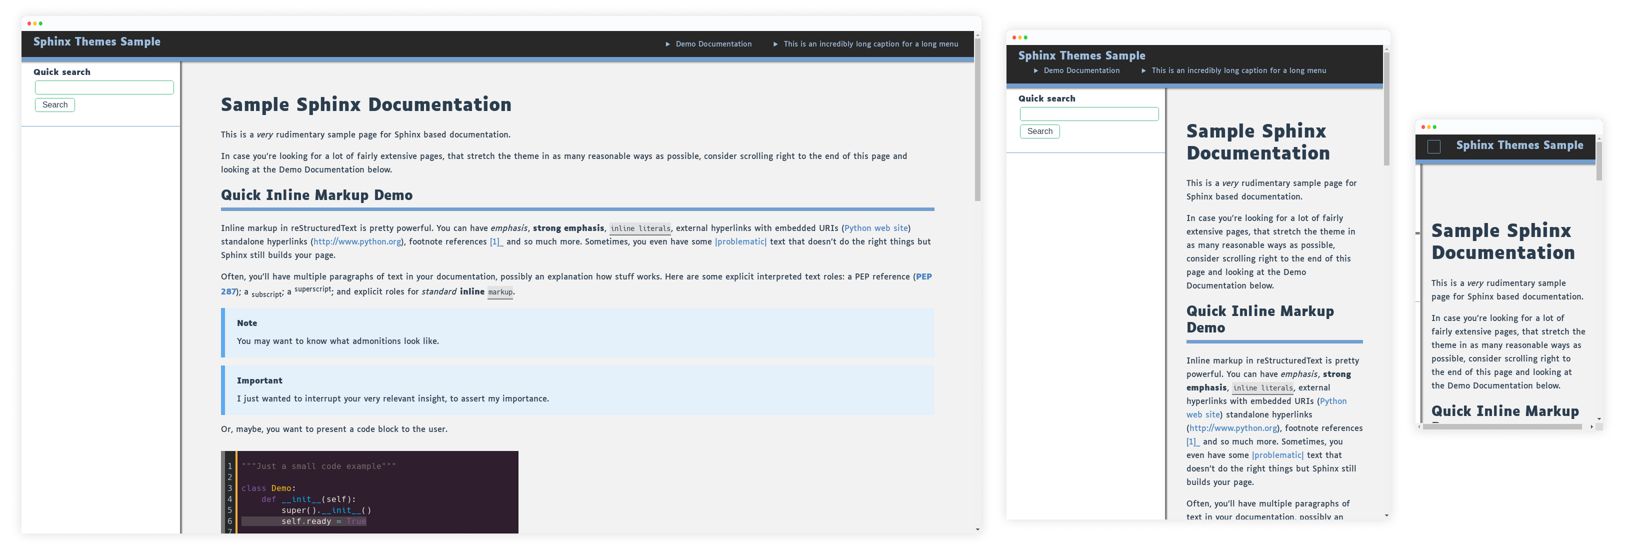 Sphinx Themes Sample
► Demo Documentation ► This is an incredibly long caption for a long menu
Quick search
Search
Sample Sphinx Documentation
This is a very rudimentary sample page for Sphinx based documentation.
In case you're looking for a lot of fairly extensive pages, that stretch the theme in as many reasonable ways as possible, consider scrolling right to the end of this page and
looking at the Demo Documentation below.
Quick Inline Markup Demo
Inline markup in reStructuredText is pretty powerful. You can have emphasis, strong emphasis, inline literals, external hyperlinks with embedded URIs (Python web site)
standalone hyperlinks (http://www.python.org), footnote references [1]_ and so much more. Sometimes, you even have some |problematic| text that doesn't do the right things but
Sphinx still builds your page.
Often, you'll have multiple paragraphs of text in your documentation, possibly an explanation how stuff works. Here are some explicit interpreted text roles: a PEP reference (PEP
287); a subscript; a superscript; and explicit roles for standard inline markup.
Note
You may want to know what admonitions look like.
Important
I just wanted to interrupt your very relevant insight, to assert my importance.
Or, maybe, you want to present a code block to the user.
1 """Just a small code example"""
2
3 class Demo:
4 def __init__(self):
5 super().__init__()
6 self.ready = True
7
Sphinx Themes Sample
► Demo Documentation ► This is an incredibly long caption for a long menu
Quick search
Search
Sample Sphinx
Documentation
This is a very rudimentary sample page for
Sphinx based documentation.
In case you're looking for a lot of fairly
extensive pages, that stretch the theme in
as many reasonable ways as possible,
consider scrolling right to the end of this
page and looking at the Demo
Documentation below.
Quick Inline Markup
Demo
Inline markup in reStructuredText is pretty
powerful. You can have emphasis, strong
emphasis, inline literals, external
hyperlinks with embedded URIs (Python
web site) standalone hyperlinks
(http://www.python.org), footnote references
[1]_ and so much more. Sometimes, you
even have some |problematic| text that
doesn't do the right things but Sphinx still
builds your page.
Often, you'll have multiple paragraphs of
text in your documentation, possibly an
Sphinx Themes Sample
Sample Sphinx
Documentation
This is a very rudimentary sample
page for Sphinx based documentation.
In case you're looking for a lot of
fairly extensive pages, that stretch the
theme in as many reasonable ways as
possible, consider scrolling right to
the end of this page and looking at
the Demo Documentation below.
Quick Inline Markup